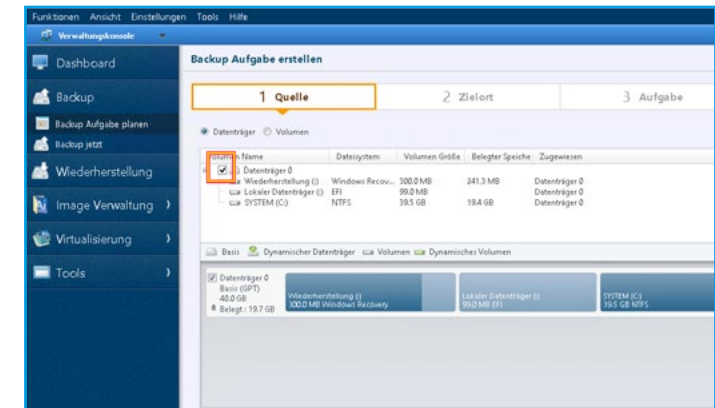 Funktionen Ansicht Einstellungen Tools Hilfe
Verwaltungskonsole
Dashboard
Backup
Backup Aufgabe planen
Backup jetzt
Wiederherstellung
Image Verwaltung
Virtualisierung
Tools
Backup Aufgabe erstellen
1 Quelle
2 Zielort
3 Aufgabe
Datenträger Volumen
Volumen Name Dateisystem Volumen Größe Belegter Speiche Zugewiesen
Datenträger 0
Wiederherstellung (:) Windows Recov... 300.0 MB 241.3 MB Datenträger 0
Lokaler Datenträger (:) EFI 99.0 MB Datenträger 0
SYSTEM (C:) NTFS 39.5 GB 19.4 GB Datenträger 0
Basis Dynamischer Datenträger Volumen Dynamisches Volumen
Datenträger 0
Basis (GPT)
40.0 GB
Belegt: 19.7 GB
Wiederherstellung (:)
300.0 MB Windows Recovery
Lokaler Datenträger (:)
99.0 MB EFI
SYSTEM (C:)
39.5 GB NTFS